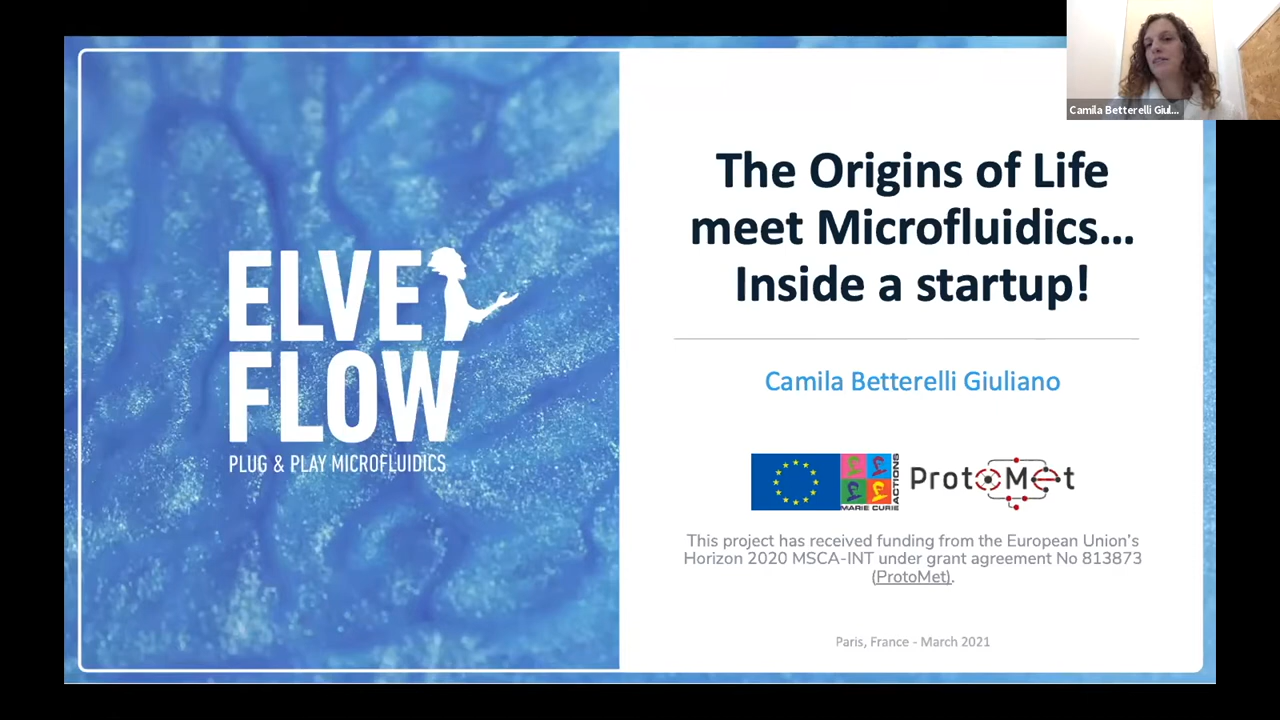 Camila Betterelli Giul...
ELVE
FLOW
PLUG & PLAY MICROFLUIDICS
The Origins of Life
meet Microfluidics...
Inside a startup!
Camila Betterelli Giuliano
MARIE CURIE
ACTIONS
ProtoMet
This project has received funding from the European Union's
Horizon 2020 MSCA-INT under grant agreement No 813873
(ProtoMet).
Paris, France - March 2021